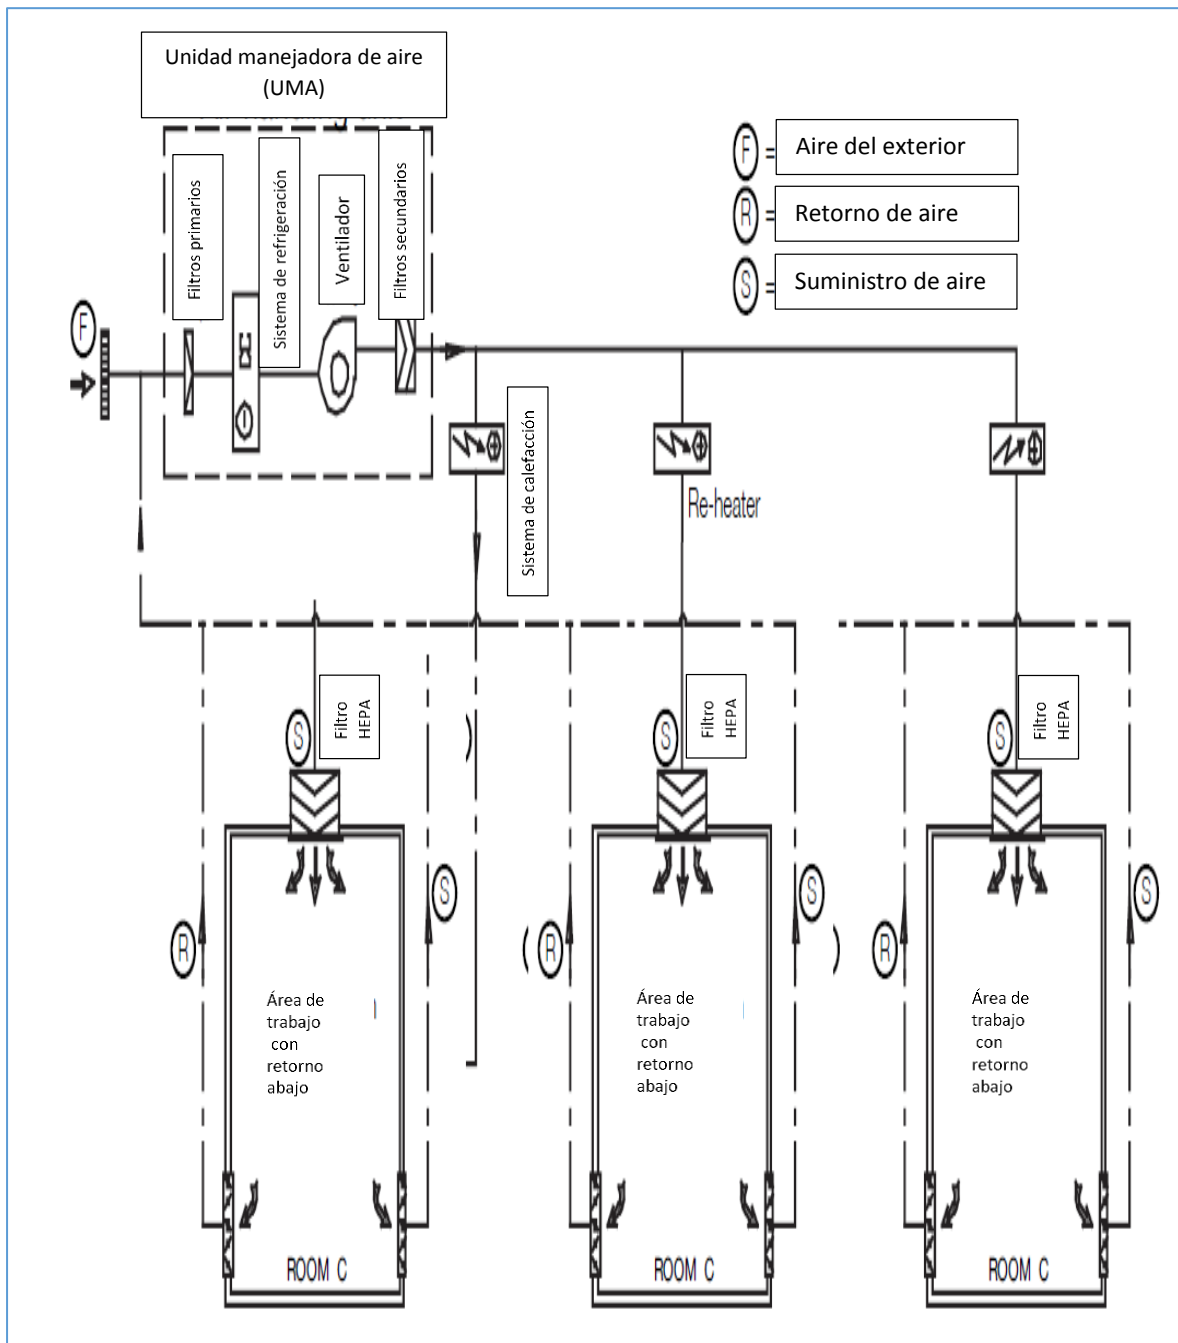 Unidad manejadora de aire
(UMA)
Filtros primarios
Sistema de refrigeración
Ventilador
Filtros secundarios
F = Aire del exterior
R = Retorno de aire
S = Suministro de aire
F
DC
Sistema de calefacción
Re-heater
Filtro
HEPA
S
Filtro
HEPA
S
Filtro
HEPA
S
R
S
R
S
R
S
Área de
trabajo
con
retorno
abajo
Área de
trabajo
con
retorno
abajo
Área de
trabajo
con
retorno
abajo
ROOM C
ROOM C
ROOM C